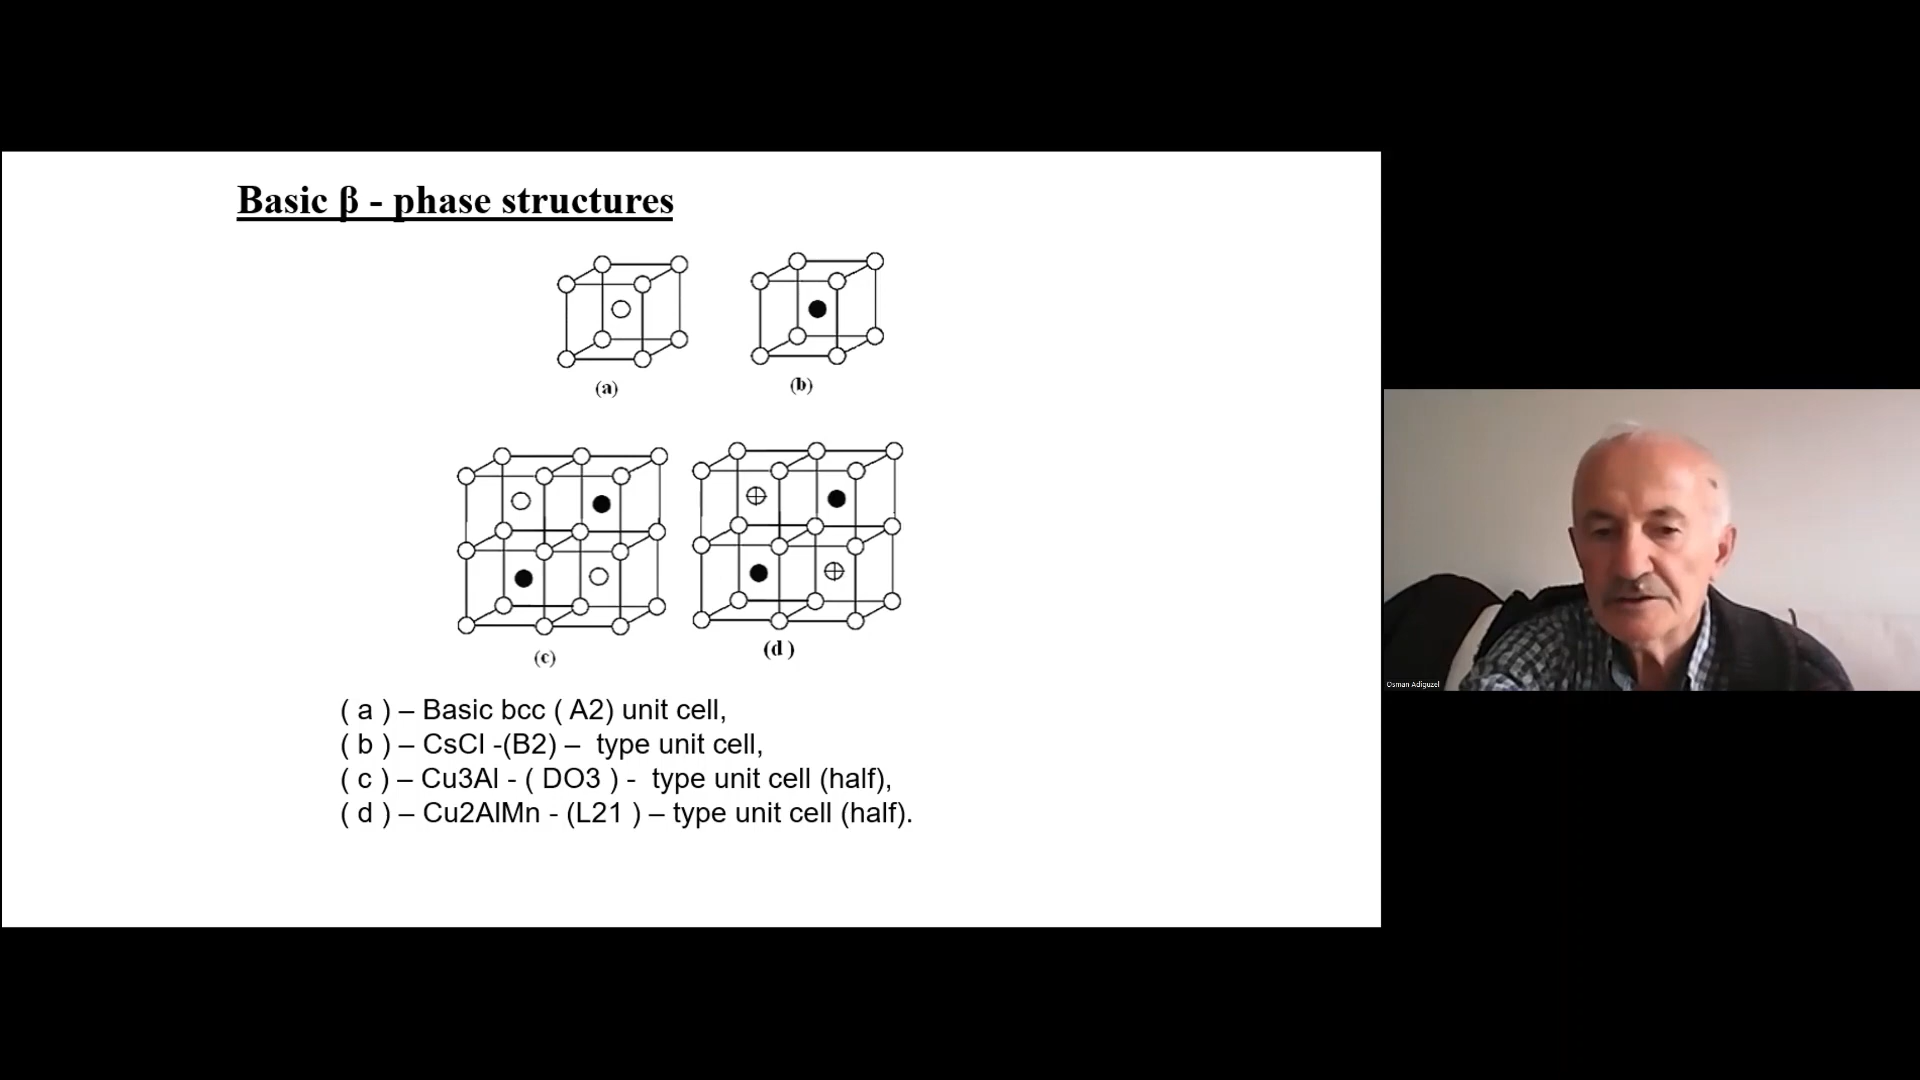 Basic β - phase structures
(a)
(b)
(c)
(d )
( a ) – Basic bcc ( A2) unit cell,
( b ) – CsCl -(B2) – type unit cell,
( c ) – Cu3Al - ( DO3 ) - type unit cell (half),
( d ) – Cu2AlMn - (L21 ) – type unit cell (half).
Osman Adiguzel